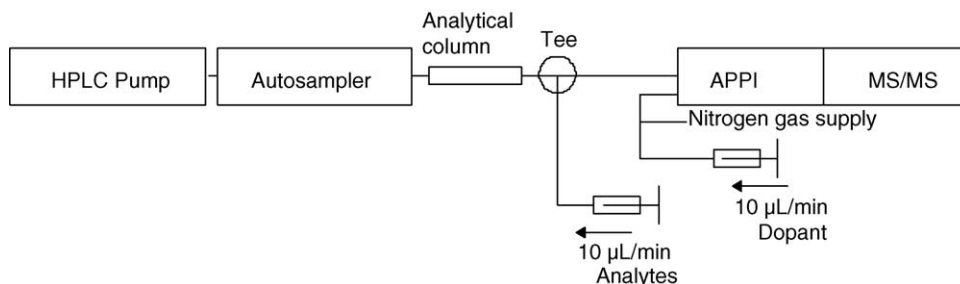 Analytical
column
Tee
HPLC Pump
Autosampler
APPI
MS/MS
Nitrogen gas supply
10 µL/min
Dopant
10 µL/min
Analytes